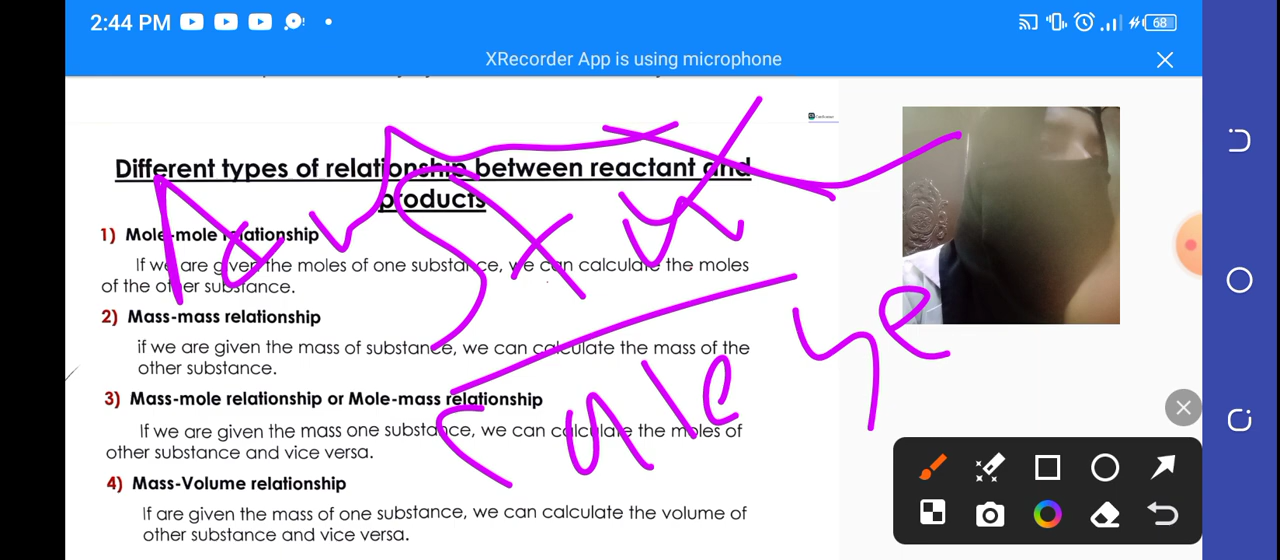 2:44 PM
68
XRecorder App is using microphone
Different types of relationship between reactant and
products
1) Mole-mole relationship
If we are given the moles of one substance, we can calculate the moles
of the other substance.
2) Mass-mass relationship
if we are given the mass of substance, we can calculate the mass of the
other substance.
3) Mass-mole relationship or Mole-mass relationship
If we are given the mass one substance, we can calculate the moles of
other substance and vice versa.
4) Mass-Volume relationship
If are given the mass of one substance, we can calculate the volume of
other substance and vice versa.